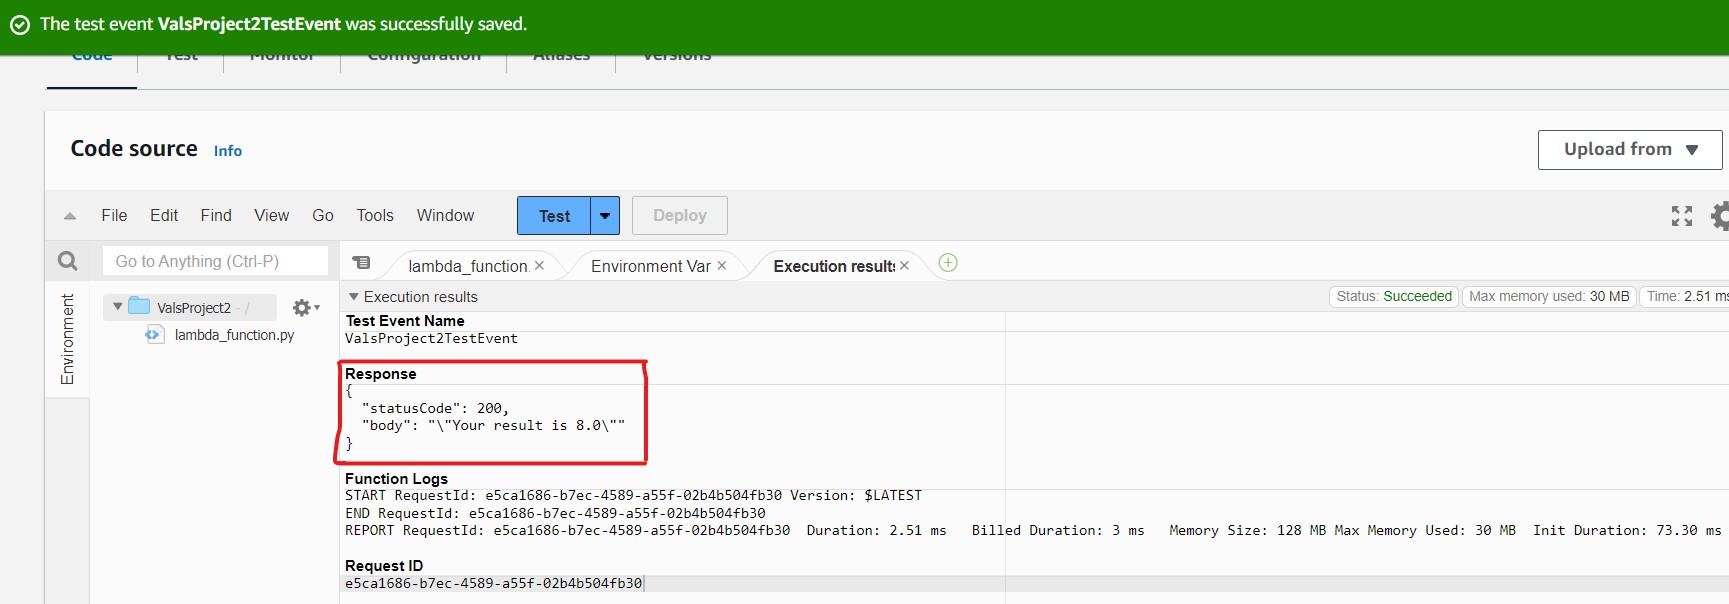 The test event ValsProject2TestEvent was successfully saved.
Code Test Monitor Configuration Aliases Versions
Code source Info
Upload from
File Edit Find View Go Tools Window Test Deploy
Go to Anything (Ctrl-P)
lambda_function. Environment Var Execution results
Environment
ValsProject2 - /
lambda_function.py
Execution results
Status: Succeeded Max memory used: 30 MB Time: 2.51 ms
Test Event Name
ValsProject2TestEvent
Response
{
"statusCode": 200,
"body": "\"Your result is 8.0\""
}
Function Logs
START RequestId: e5ca1686-b7ec-4589-a55f-02b4b504fb30 Version: $LATEST
END RequestId: e5ca1686-b7ec-4589-a55f-02b4b504fb30
REPORT RequestId: e5ca1686-b7ec-4589-a55f-02b4b504fb30 Duration: 2.51 ms Billed Duration: 3 ms Memory Size: 128 MB Max Memory Used: 30 MB Init Duration: 73.30 ms
Request ID
e5ca1686-b7ec-4589-a55f-02b4b504fb30